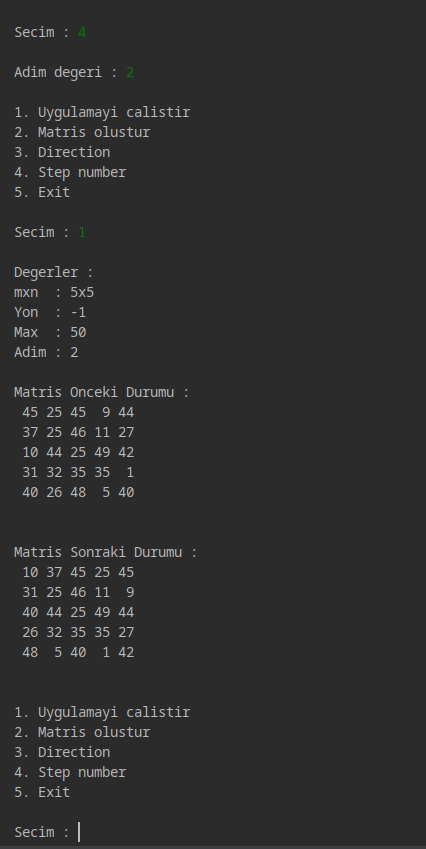 Secim : 4
Adim degeri : 2
1. Uygulamayi calistir
2. Matris olustur
3. Direction
4. Step number
5. Exit
Secim : 1
Degerler :
mxn  : 5x5
Yon  : -1
Max  : 50
Adim : 2
Matris Onceki Durumu :
 45 25 45  9 44
 37 25 46 11 27
 10 44 25 49 42
 31 32 35 35  1
 40 26 48  5 40
Matris Sonraki Durumu :
 10 37 45 25 45
 31 25 46 11  9
 40 44 25 49 44
 26 32 35 35 27
 48  5 40  1 42
1. Uygulamayi calistir
2. Matris olustur
3. Direction
4. Step number
5. Exit
Secim :